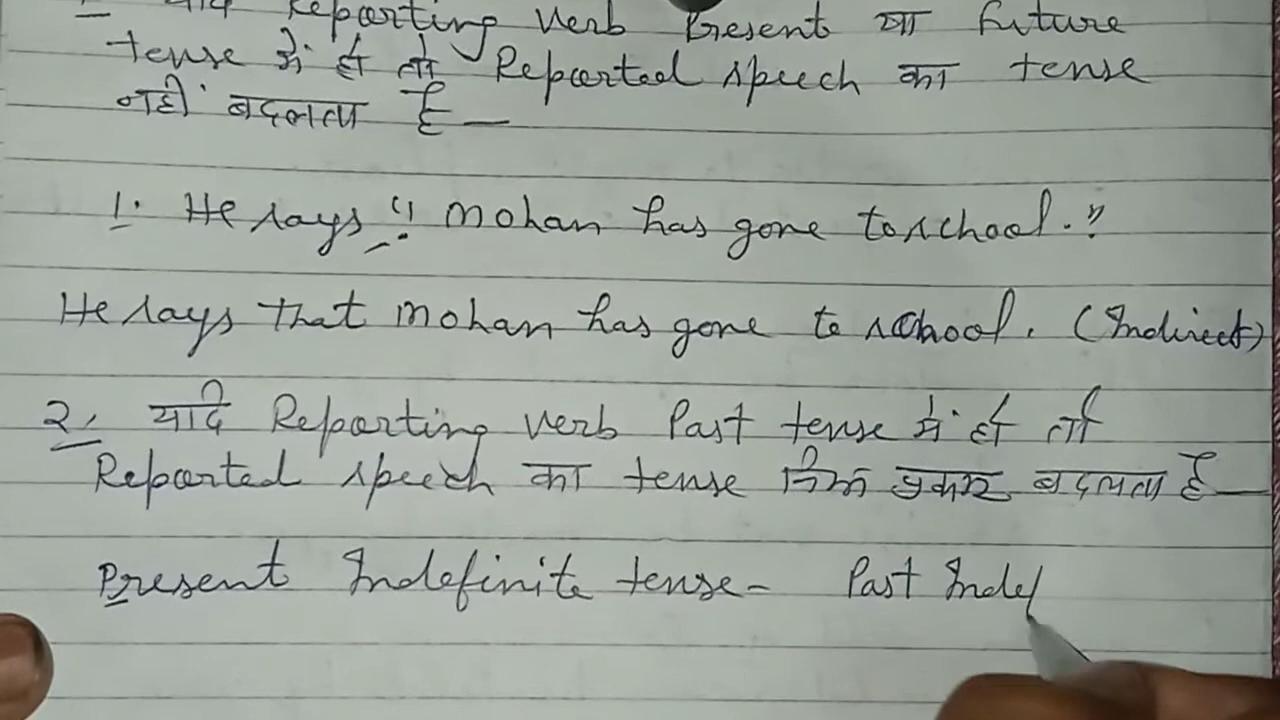 यदि Reporting verb Present या future
tense में हो तो Reported speech का tense
नहीं बदलता है—
1. He says, "Mohan has gone to school."
He says that Mohan has gone to school. (Indirect)
2. यदि Reporting verb Past tense में हो तो
Reported speech का tense निम्न प्रकार बदलता है—
Present Indefinite tense- Past Indef